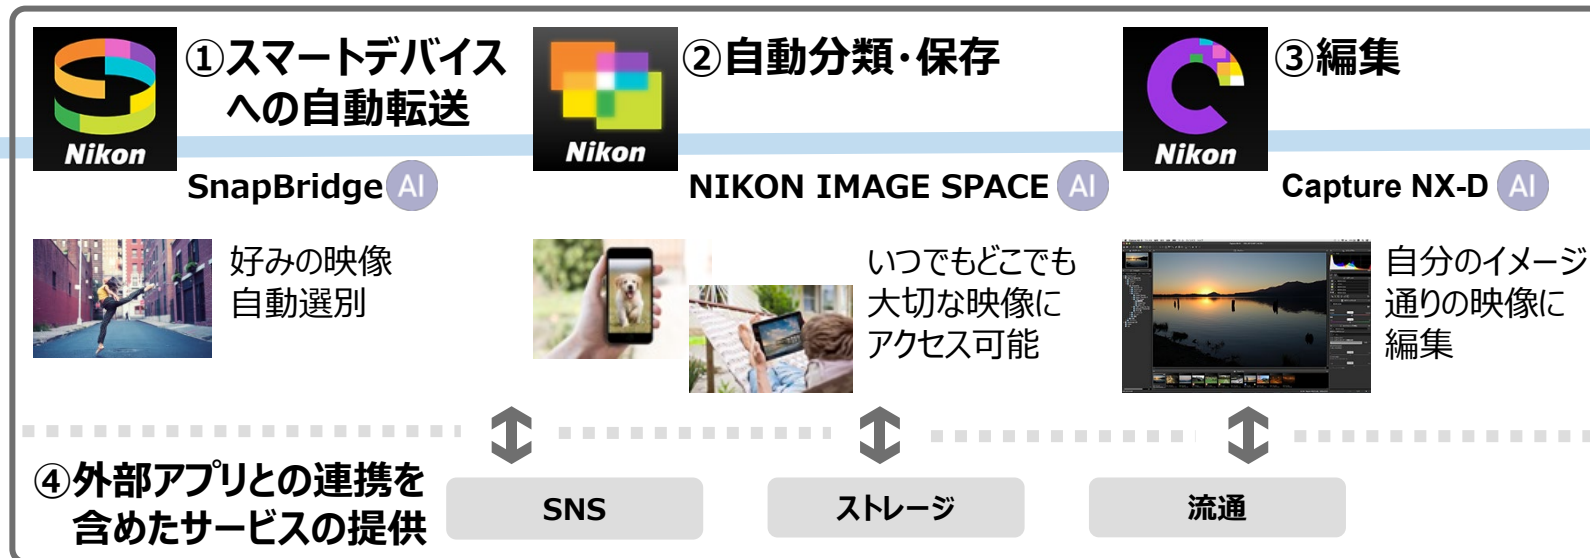 ①スマートデバイス
への自動転送
Nikon
SnapBridge AI
好みの映像
自動選別
②自動分類・保存
Nikon
NIKON IMAGE SPACE AI
いつでもどこでも
大切な映像に
アクセス可能
③編集
Nikon
Capture NX-D AI
自分のイメージ
通りの映像に
編集
④外部アプリとの連携を
含めたサービスの提供
SNS
ストレージ
流通